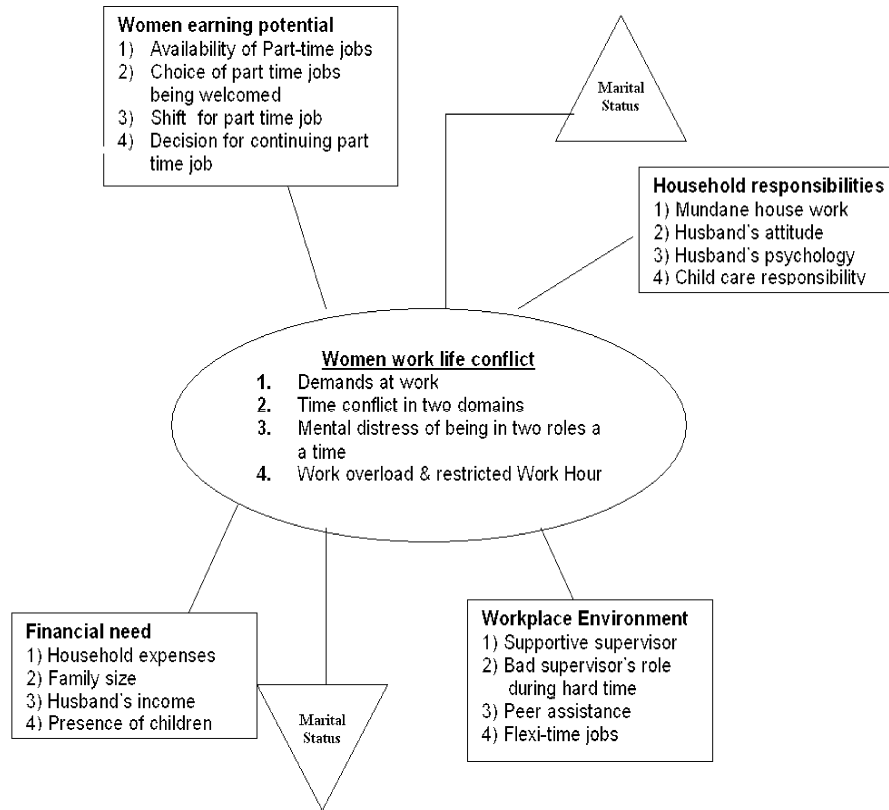 Women earning potential
1) Availability of Part-time jobs
2) Choice of part time jobs
being welcomed
3) Shift for part time job
4) Decision for continuing part
time job
Marital
Status
Household responsibilities
1) Mundane house work
2) Husband's attitude
3) Husband's psychology
4) Child care responsibility
Women work life conflict
1. Demands at work
2. Time conflict in two domains
3. Mental distress of being in two roles a
a time
4. Work overload & restricted Work Hour
Financial need
1) Household expenses
2) Family size
3) Husband's income
4) Presence of children
Marital
Status
Workplace Environment
1) Supportive supervisor
2) Bad supervisor's role
during hard time
3) Peer assistance
4) Flexi-time jobs